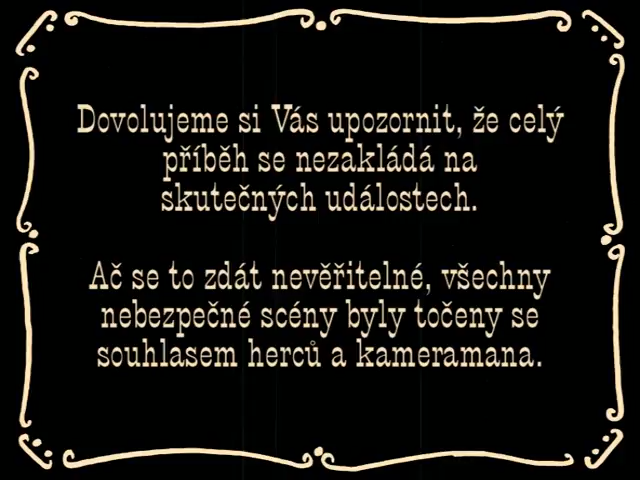 Dovolujeme si Vás upozornit, že celý
příběh se nezakládá na
skutečných událostech.
Ač se to zdát nevěřitelné, všechny
nebezpečné scény byly točeny se
souhlasem herců a kameramana.